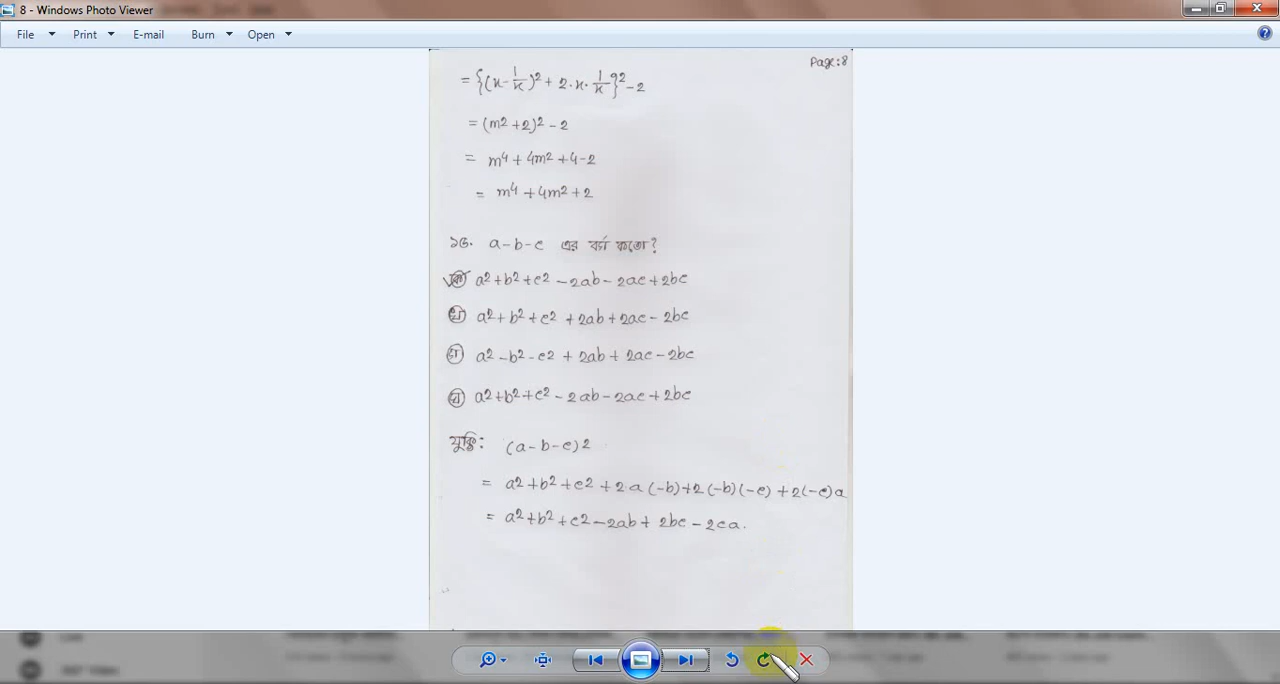 8 - Windows Photo Viewer
File Print E-mail Burn Open
Page:8
= {(x - 1/x)² + 2·x·1/x}² - 2
= (m² + 2)² - 2
= m⁴ + 4m² + 4 - 2
= m⁴ + 4m² + 2
১৩. a-b-c এর বর্গ কতো?
(ক) a² + b² + c² - 2ab - 2ac + 2bc
(খ) a² + b² + c² + 2ab + 2ac - 2bc
(গ) a² - b² - c² + 2ab + 2ac - 2bc
(ঘ) a² + b² + c² - 2ab - 2ac + 2bc
যুক্তি: (a-b-c)2
= a² + b² + c² + 2a(-b) + 2(-b)(-c) + 2(-c)a
= a² + b² + c² - 2ab + 2bc - 2ca.